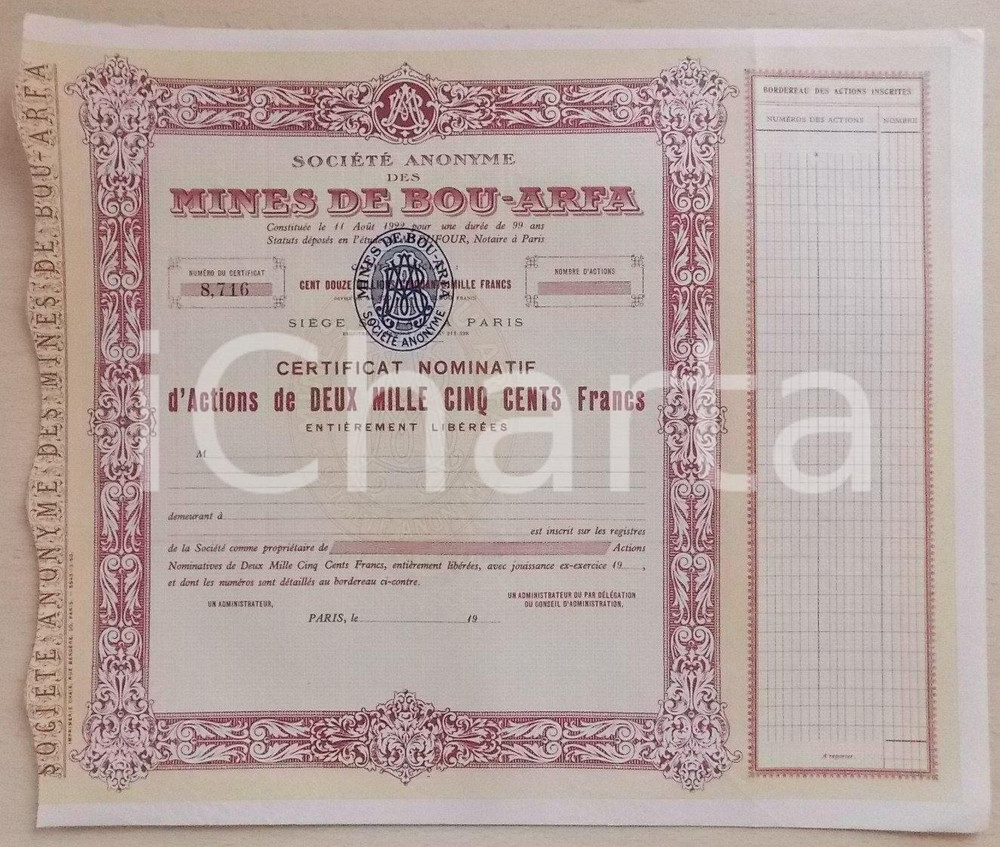 SOCIÉTÉ ANONYME DES MINES DE BOU-ARFA
SOCIÉTÉ ANONYME
DES
MINES DE BOU-ARFA
Constituée le 11 Août 1922 pour une durée de 99 ans
Statuts déposés en l'étude DUFOUR, Notaire à Paris
NUMÉRO DU CERTIFICAT
8,716
CENT DOUZE MILLE FRANCS
NOMBRE D'ACTIONS
MINES DE BOU-ARFA
SOCIÉTÉ ANONYME
SIÈGE A PARIS
CERTIFICAT NOMINATIF
d'Actions de DEUX MILLE CINQ CENTS Francs
ENTIÈREMENT LIBÉRÉES
M
demeurant à
est inscrit sur les registres
de la Société comme propriétaire de Actions
Nominatives de Deux Mille Cinq Cents Francs, entièrement libérées, avec jouissance ex-exercice 19 ,
et dont les numéros sont détaillés au bordereau ci-contre.
UN ADMINISTRATEUR,
UN ADMINISTRATEUR OU PAR DÉLÉGATION
DU CONSEIL D'ADMINISTRATION,
PARIS, le 19
BORDEREAU DES ACTIONS INSCRITES
NUMÉROS DES ACTIONS NOMBRE
A reporter
iCharta